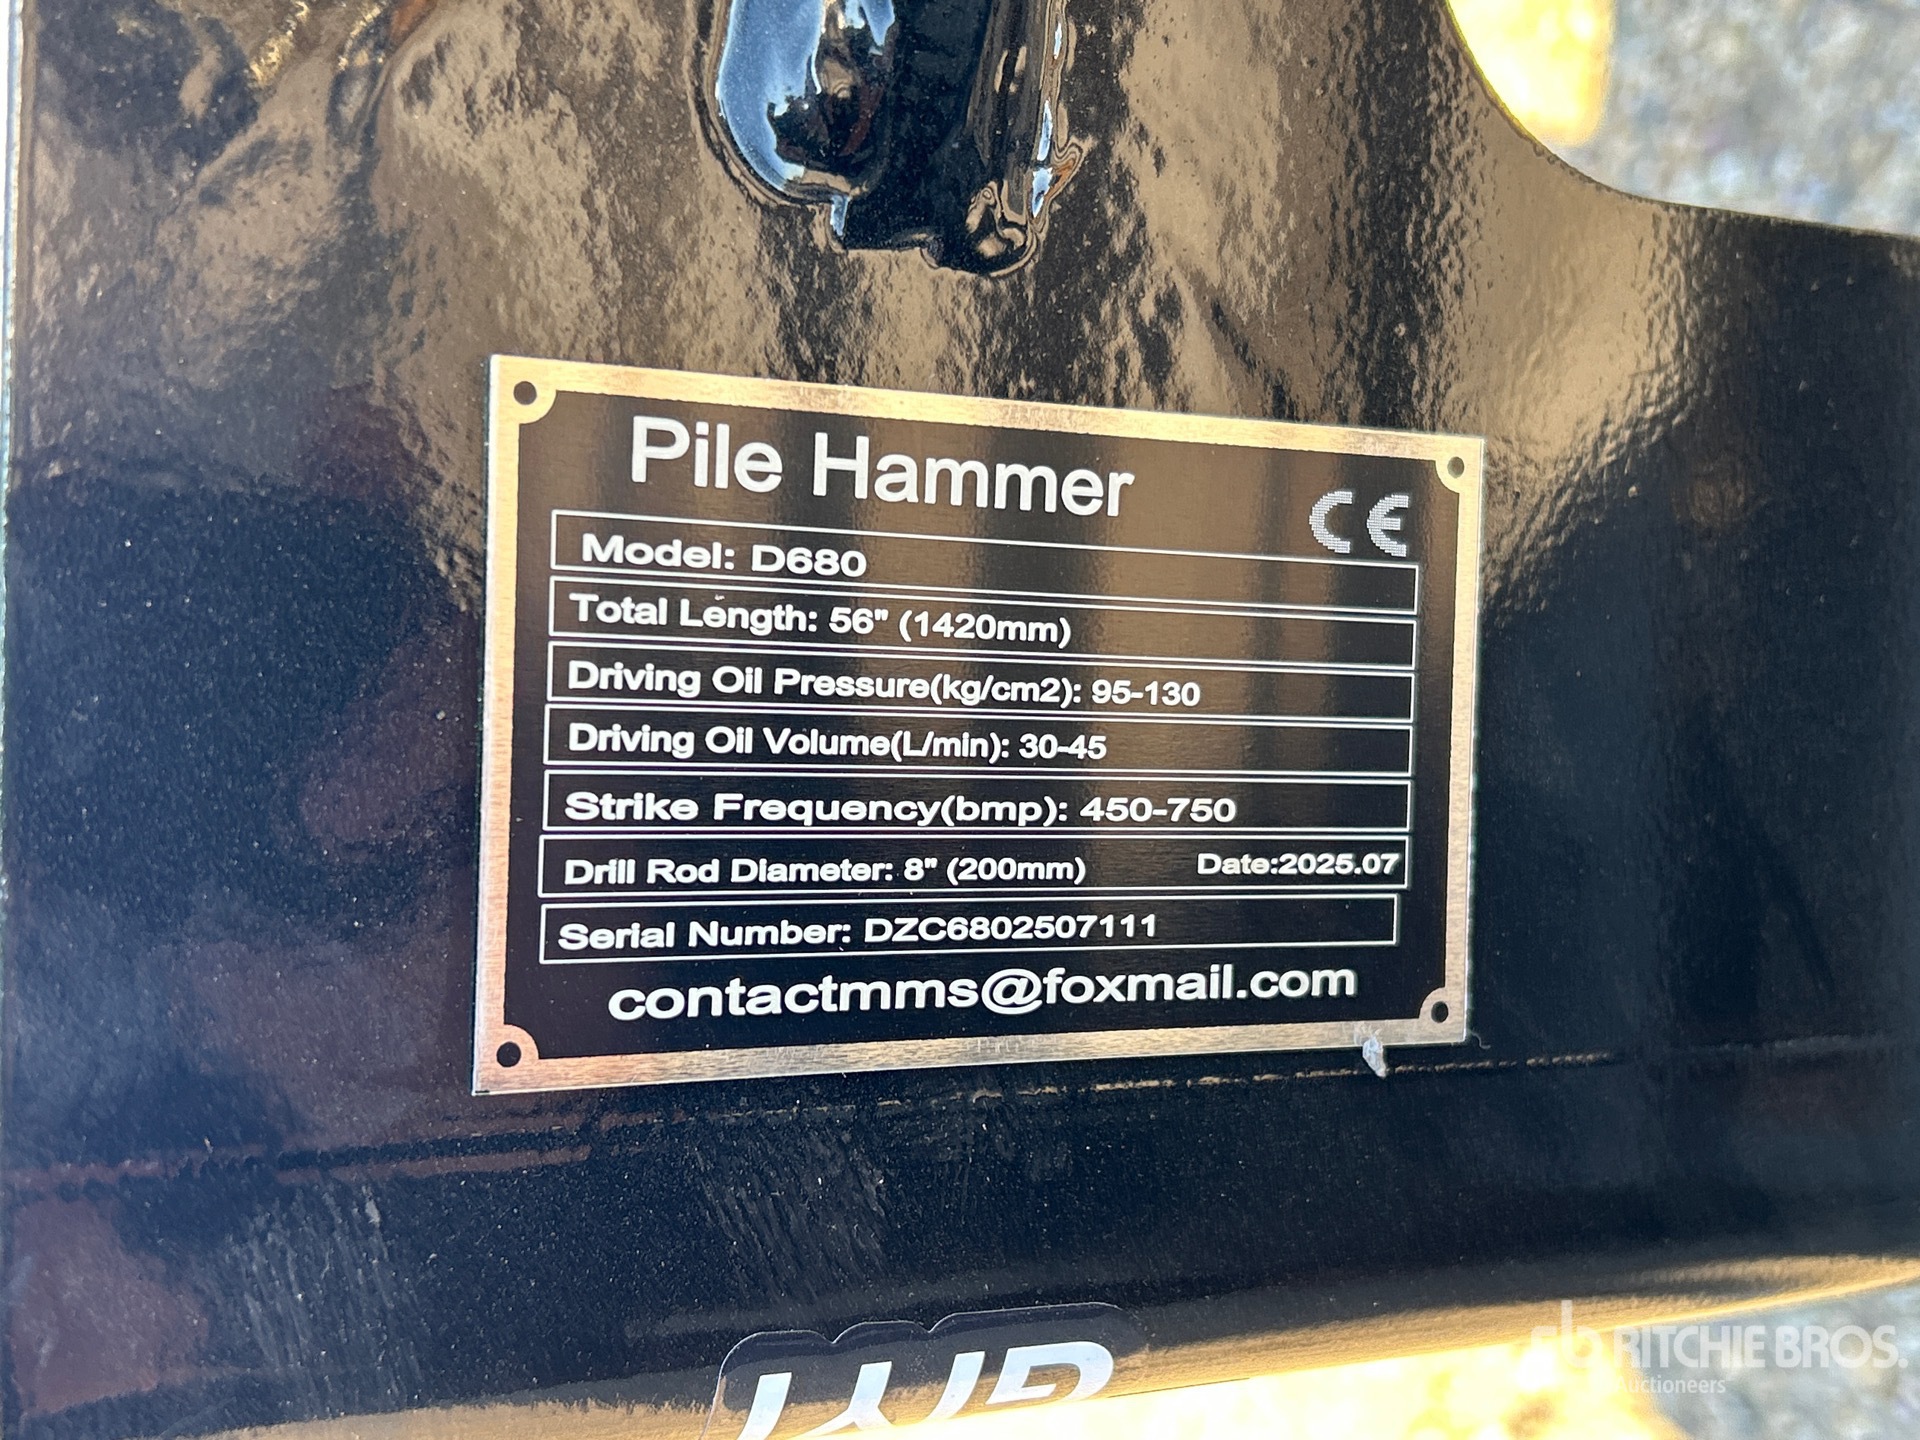 Pile Hammer
CE
Model: D680
Total Length: 56" (1420mm)
Driving Oil Pressure(kg/cm2): 95-130
Driving Oil Volume(L/min): 30-45
Strike Frequency(bmp): 450-750
Drill Rod Diameter: 8" (200mm) Date:2025.07
Serial Number: DZC6802507111
contactmms@foxmail.com
RITCHIE BROS.
Auctioneers